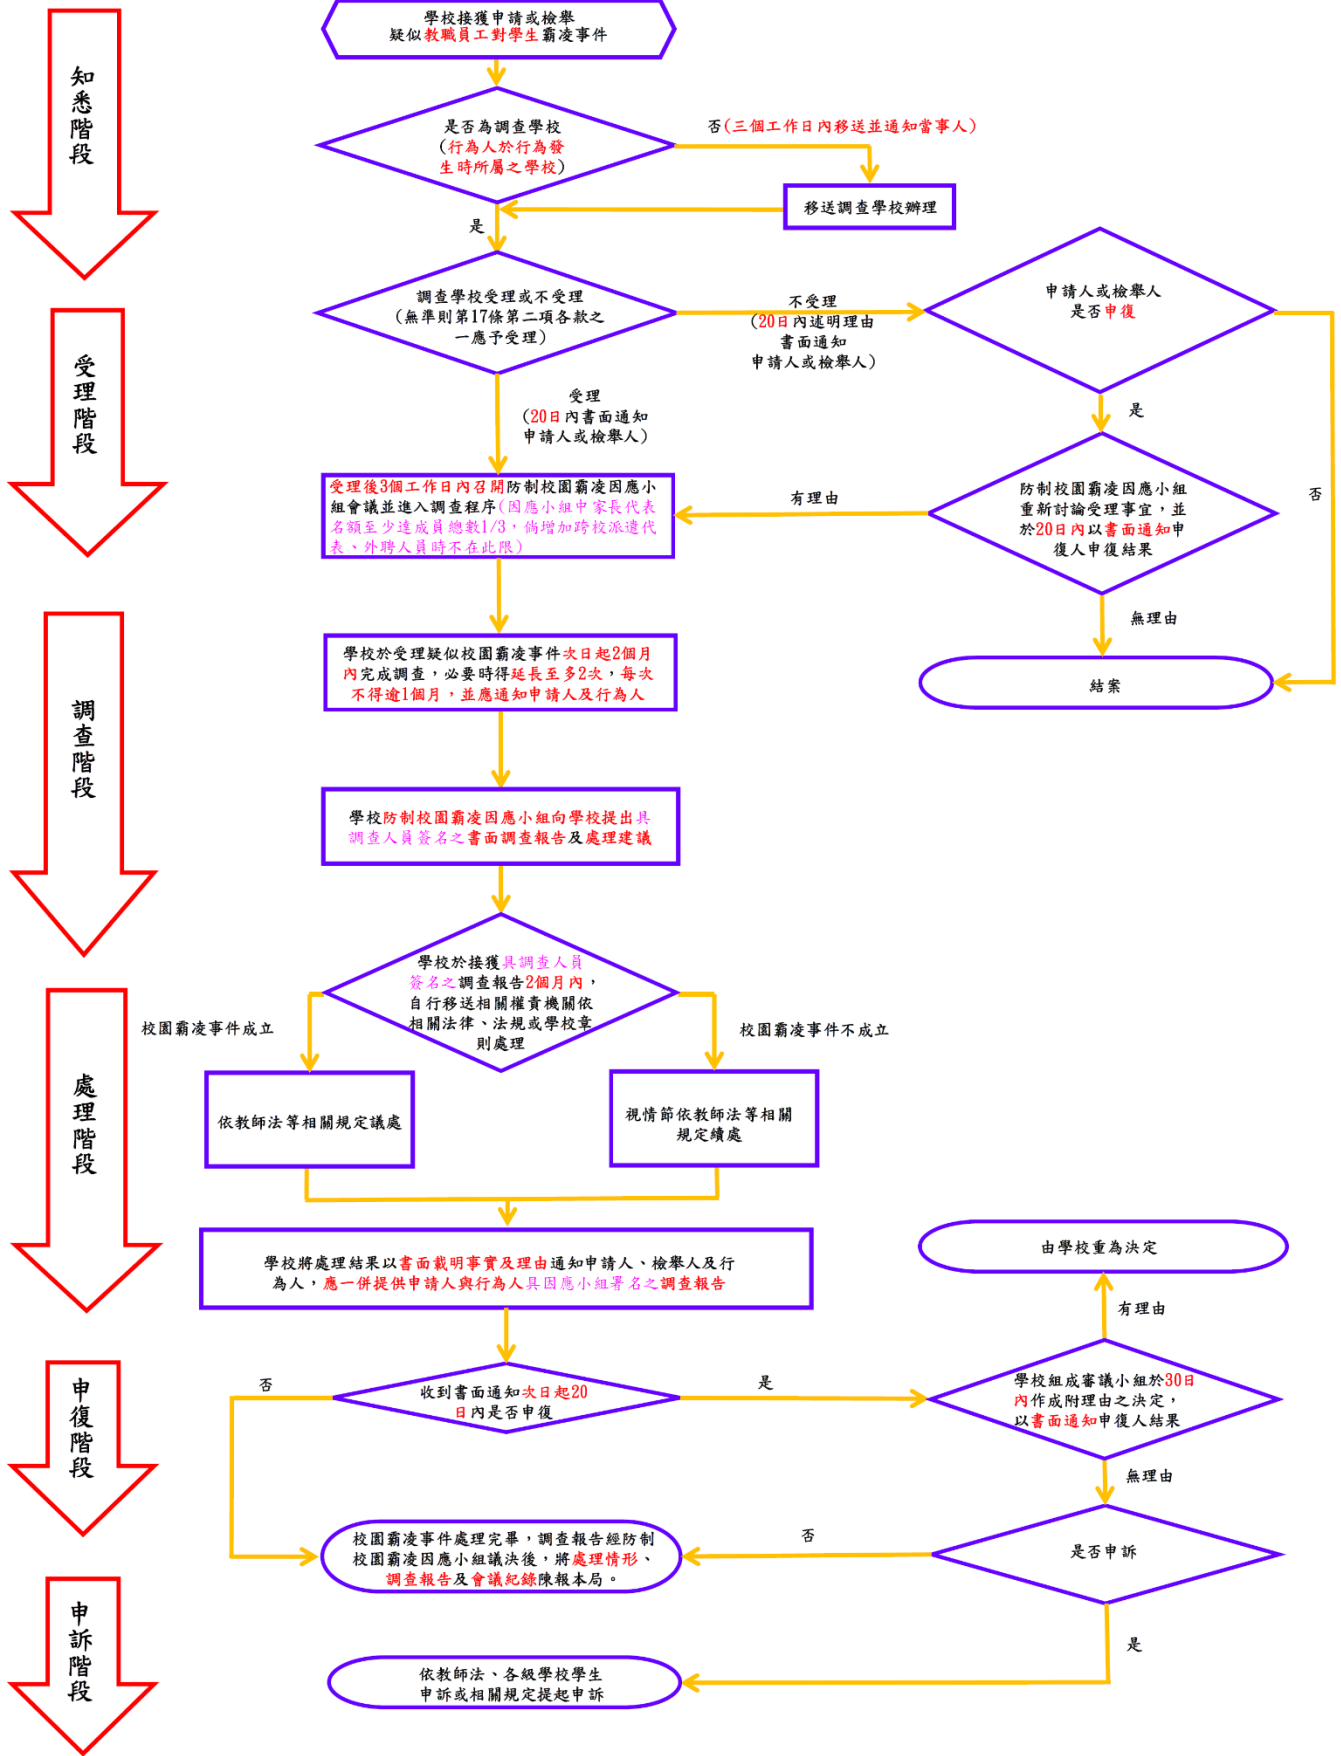 知悉階段
學校接獲申請或檢舉
疑似教職員工對學生霸凌事件
是否為調查學校
(行為人於行為發
生時所屬之學校)
否(三個工作日內移送並通知當事人)
移送調查學校辦理
是
受理階段
調查學校受理或不受理
(無準則第17條第二項各款之
一應予受理)
不受理
(20日內述明理由
書面通知
申請人或檢舉人)
申請人或檢舉人
是否申復
否
受理
(20日內書面通知
申請人或檢舉人)
是
受理後3個工作日內召開防制校園霸凌因應小
組會議並進入調查程序(因應小組中家長代表
名額至少達成員總數1/3，倘增加跨校派遣代
表、外聘人員時不在此限)
有理由
防制校園霸凌因應小組
重新討論受理事宜，並
於20日內以書面通知申
復人申復結果
無理由
結案
調查階段
學校於受理疑似校園霸凌事件次日起2個月
內完成調查，必要時得延長至多2次，每次
不得逾1個月，並應通知申請人及行為人
學校防制校園霸凌因應小組向學校提出具
調查人員簽名之書面調查報告及處理建議
處理階段
學校於接獲具調查人員
簽名之調查報告2個月內，
自行移送相關權責機關依
相關法律、法規或學校章
則處理
校園霸凌事件成立
校園霸凌事件不成立
依教師法等相關規定議處
視情節依教師法等相關
規定續處
學校將處理結果以書面載明事實及理由通知申請人、檢舉人及行
為人，應一併提供申請人與行為人具因應小組署名之調查報告
由學校重為決定
有理由
申復階段
否
收到書面通知次日起20
日內是否申復
是
學校組成審議小組於30日
內作成附理由之決定，
以書面通知申復人結果
無理由
校園霸凌事件處理完畢，調查報告經防制
校園霸凌因應小組議決後，將處理情形、
調查報告及會議紀錄陳報本局。
否
是否申訴
申訴階段
是
依教師法、各級學校學生
申訴或相關規定提起申訴